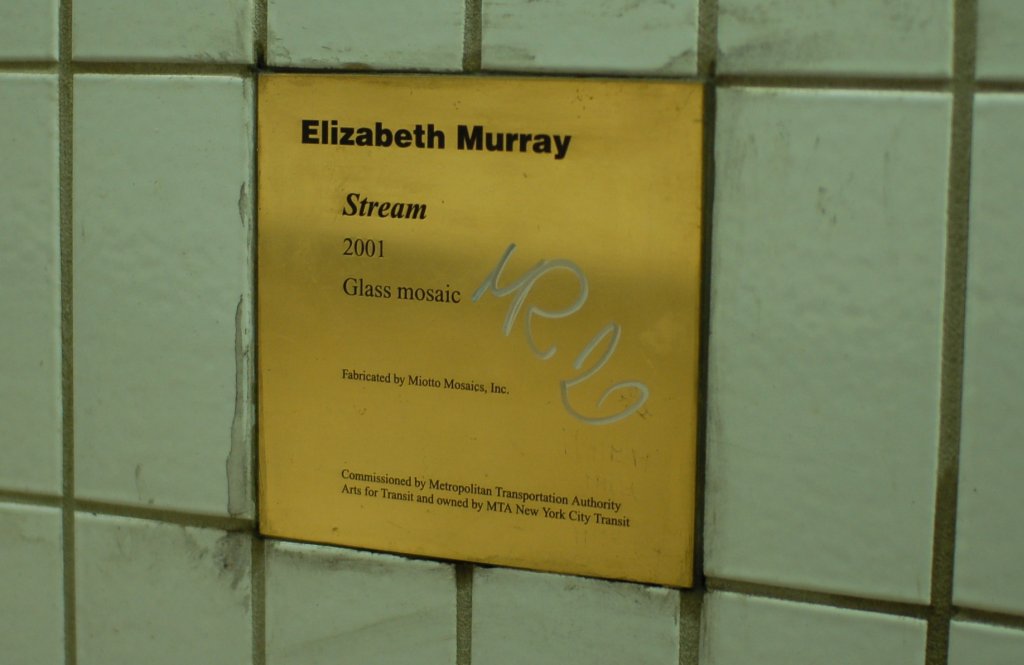 Elizabeth Murray
Stream
2001
Glass mosaic
Fabricated by Miotto Mosaics, Inc.
Commissioned by Metropolitan Transportation Authority
Arts for Transit and owned by MTA New York City Transit